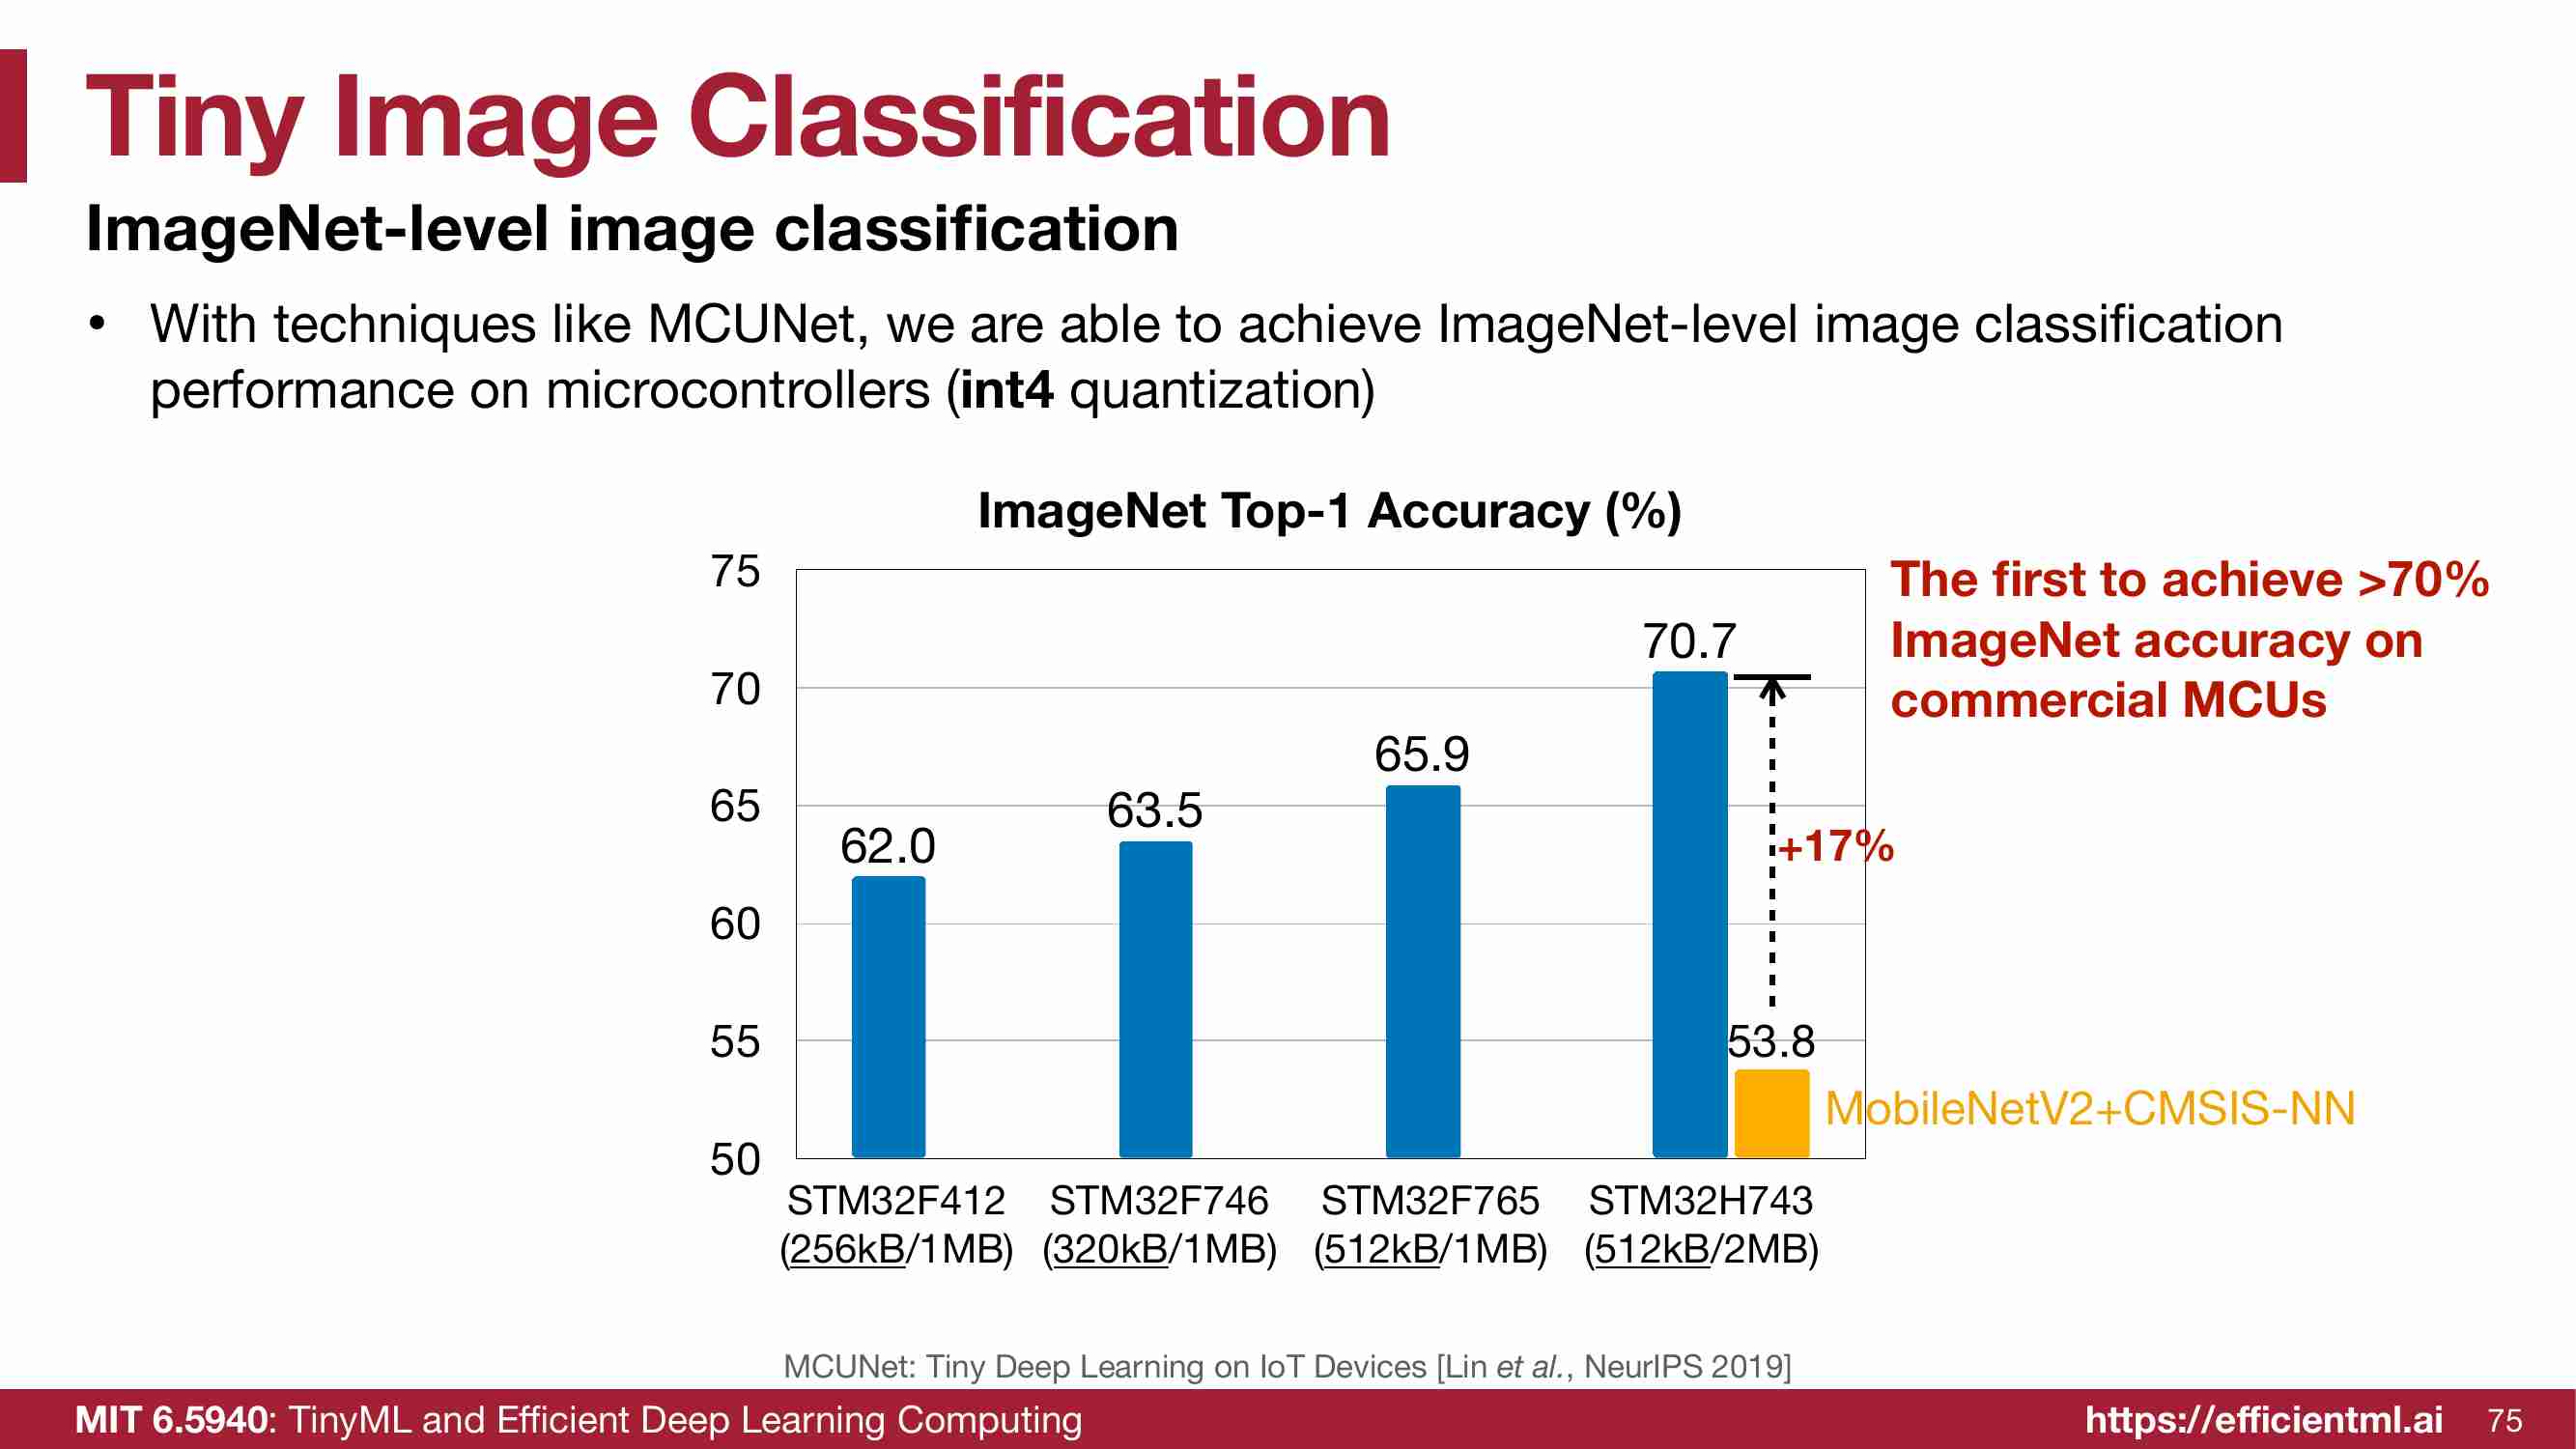 Tiny Image Classification
ImageNet-level image classification
• With techniques like MCUNet, we are able to achieve ImageNet-level image classification
performance on microcontrollers (int4 quantization)
ImageNet Top-1 Accuracy (%)
75
70
65
60
55
50
62.0
63.5
65.9
70.7
53.8
+17%
The first to achieve >70%
ImageNet accuracy on
commercial MCUs
MobileNetV2+CMSIS-NN
STM32F412 STM32F746 STM32F765 STM32H743
(256kB/1MB) (320kB/1MB) (512kB/1MB) (512kB/2MB)
MCUNet: Tiny Deep Learning on IoT Devices [Lin et al., NeurIPS 2019]
MIT 6.5940: TinyML and Efficient Deep Learning Computing https://efficientml.ai 75